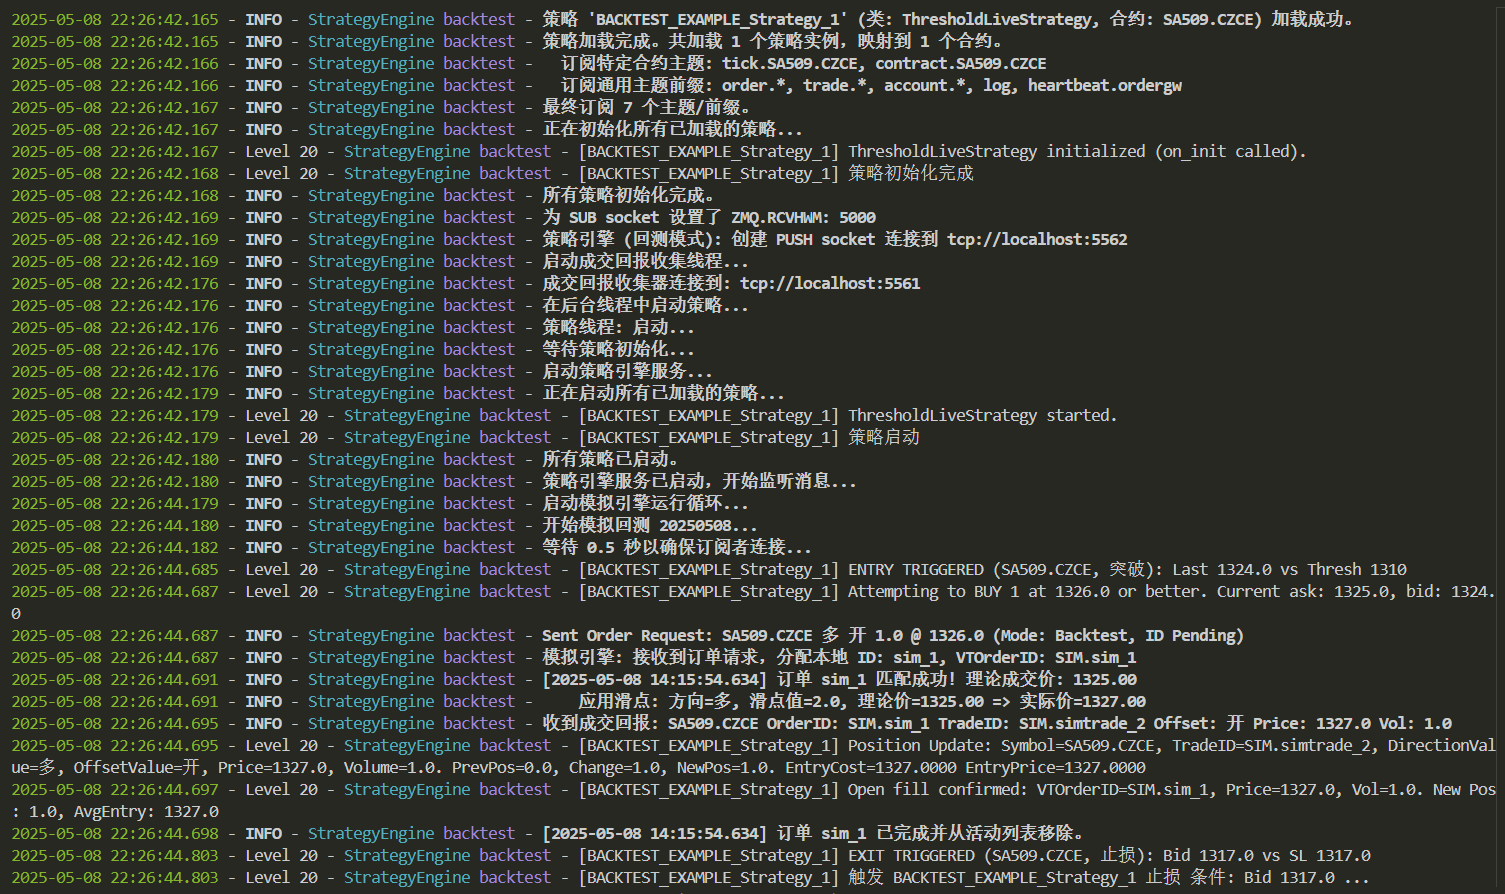 2025-05-08 22:26:42.165 - INFO - StrategyEngine backtest - 策略 'BACKTEST_EXAMPLE_Strategy_1' (类: ThresholdLiveStrategy, 合约: SA509.CZCE) 加载成功。
2025-05-08 22:26:42.165 - INFO - StrategyEngine backtest - 策略加载完成。共加载 1 个策略实例，映射到 1 个合约。
2025-05-08 22:26:42.166 - INFO - StrategyEngine backtest -   订阅特定合约主题: tick.SA509.CZCE, contract.SA509.CZCE
2025-05-08 22:26:42.166 - INFO - StrategyEngine backtest -   订阅通用主题前缀: order.*, trade.*, account.*, log, heartbeat.ordergw
2025-05-08 22:26:42.167 - INFO - StrategyEngine backtest - 最终订阅 7 个主题/前缀。
2025-05-08 22:26:42.167 - INFO - StrategyEngine backtest - 正在初始化所有已加载的策略...
2025-05-08 22:26:42.167 - Level 20 - StrategyEngine backtest - [BACKTEST_EXAMPLE_Strategy_1] ThresholdLiveStrategy initialized (on_init called).
2025-05-08 22:26:42.168 - Level 20 - StrategyEngine backtest - [BACKTEST_EXAMPLE_Strategy_1] 策略初始化完成
2025-05-08 22:26:42.168 - INFO - StrategyEngine backtest - 所有策略初始化完成。
2025-05-08 22:26:42.169 - INFO - StrategyEngine backtest - 为 SUB socket 设置了 ZMQ.RCVHWM: 5000
2025-05-08 22:26:42.169 - INFO - StrategyEngine backtest - 策略引擎 (回测模式): 创建 PUSH socket 连接到 tcp://localhost:5562
2025-05-08 22:26:42.169 - INFO - StrategyEngine backtest - 启动成交回报收集线程...
2025-05-08 22:26:42.176 - INFO - StrategyEngine backtest - 成交回报收集器连接到: tcp://localhost:5561
2025-05-08 22:26:42.176 - INFO - StrategyEngine backtest - 在后台线程中启动策略...
2025-05-08 22:26:42.176 - INFO - StrategyEngine backtest - 策略线程: 启动...
2025-05-08 22:26:42.176 - INFO - StrategyEngine backtest - 等待策略初始化...
2025-05-08 22:26:42.176 - INFO - StrategyEngine backtest - 启动策略引擎服务...
2025-05-08 22:26:42.179 - INFO - StrategyEngine backtest - 正在启动所有已加载的策略...
2025-05-08 22:26:42.179 - Level 20 - StrategyEngine backtest - [BACKTEST_EXAMPLE_Strategy_1] ThresholdLiveStrategy started.
2025-05-08 22:26:42.179 - Level 20 - StrategyEngine backtest - [BACKTEST_EXAMPLE_Strategy_1] 策略启动
2025-05-08 22:26:42.180 - INFO - StrategyEngine backtest - 所有策略已启动。
2025-05-08 22:26:42.180 - INFO - StrategyEngine backtest - 策略引擎服务已启动，开始监听消息...
2025-05-08 22:26:44.179 - INFO - StrategyEngine backtest - 启动模拟引擎运行循环...
2025-05-08 22:26:44.180 - INFO - StrategyEngine backtest - 开始模拟回测 20250508...
2025-05-08 22:26:44.182 - INFO - StrategyEngine backtest - 等待 0.5 秒以确保订阅者连接...
2025-05-08 22:26:44.685 - Level 20 - StrategyEngine backtest - [BACKTEST_EXAMPLE_Strategy_1] ENTRY TRIGGERED (SA509.CZCE, 突破): Last 1324.0 vs Thresh 1310
2025-05-08 22:26:44.687 - Level 20 - StrategyEngine backtest - [BACKTEST_EXAMPLE_Strategy_1] Attempting to BUY 1 at 1326.0 or better. Current ask: 1325.0, bid: 1324.
0
2025-05-08 22:26:44.687 - INFO - StrategyEngine backtest - Sent Order Request: SA509.CZCE 多 开 1.0 @ 1326.0 (Mode: Backtest, ID Pending)
2025-05-08 22:26:44.687 - INFO - StrategyEngine backtest - 模拟引擎: 接收到订单请求，分配本地 ID: sim_1, VTOrderID: SIM.sim_1
2025-05-08 22:26:44.691 - INFO - StrategyEngine backtest - [2025-05-08 14:15:54.634] 订单 sim_1 匹配成功! 理论成交价: 1325.00
2025-05-08 22:26:44.691 - INFO - StrategyEngine backtest -     应用滑点: 方向=多, 滑点值=2.0, 理论价=1325.00 => 实际价=1327.00
2025-05-08 22:26:44.695 - INFO - StrategyEngine backtest - 收到成交回报: SA509.CZCE OrderID: SIM.sim_1 TradeID: SIM.simtrade_2 Offset: 开 Price: 1327.0 Vol: 1.0
2025-05-08 22:26:44.695 - Level 20 - StrategyEngine backtest - [BACKTEST_EXAMPLE_Strategy_1] Position Update: Symbol=SA509.CZCE, TradeID=SIM.simtrade_2, DirectionVal
ue=多, OffsetValue=开, Price=1327.0, Volume=1.0. PrevPos=0.0, Change=1.0, NewPos=1.0. EntryCost=1327.0000 EntryPrice=1327.0000
2025-05-08 22:26:44.697 - Level 20 - StrategyEngine backtest - [BACKTEST_EXAMPLE_Strategy_1] Open fill confirmed: VTOrderID=SIM.sim_1, Price=1327.0, Vol=1.0. New Pos
: 1.0, AvgEntry: 1327.0
2025-05-08 22:26:44.698 - INFO - StrategyEngine backtest - [2025-05-08 14:15:54.634] 订单 sim_1 已完成并从活动列表移除。
2025-05-08 22:26:44.803 - Level 20 - StrategyEngine backtest - [BACKTEST_EXAMPLE_Strategy_1] EXIT TRIGGERED (SA509.CZCE, 止损): Bid 1317.0 vs SL 1317.0
2025-05-08 22:26:44.803 - Level 20 - StrategyEngine backtest - [BACKTEST_EXAMPLE_Strategy_1] 触发 BACKTEST_EXAMPLE_Strategy_1 止损 条件: Bid 1317.0 ...